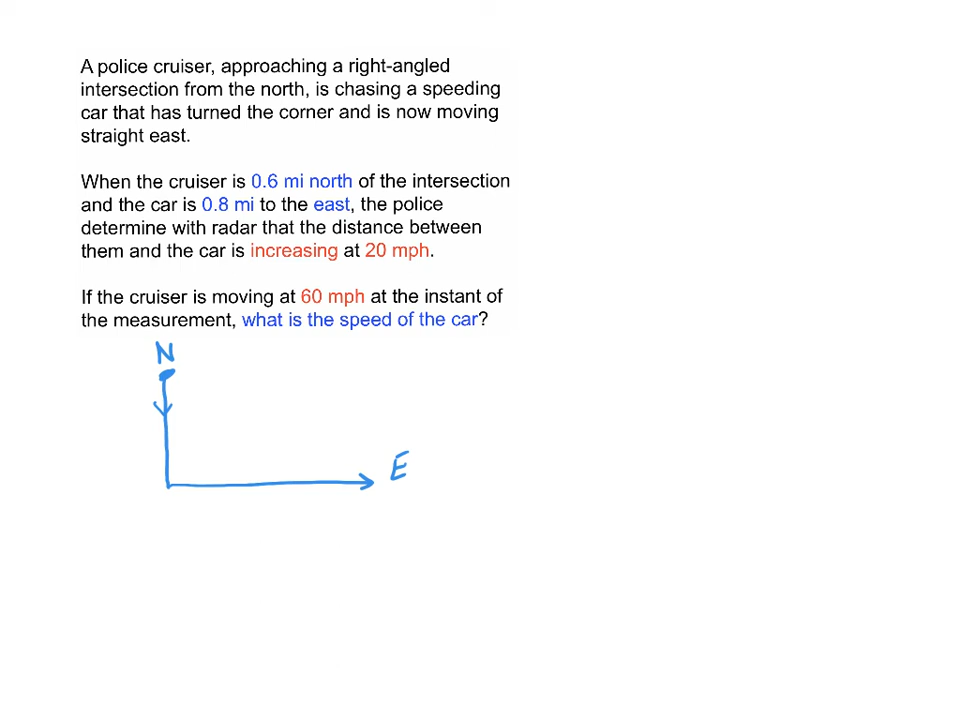 A police cruiser, approaching a right-angled
intersection from the north, is chasing a speeding
car that has turned the corner and is now moving
straight east.
When the cruiser is 0.6 mi north of the intersection
and the car is 0.8 mi to the east, the police
determine with radar that the distance between
them and the car is increasing at 20 mph.
If the cruiser is moving at 60 mph at the instant of
the measurement, what is the speed of the car?
N
E